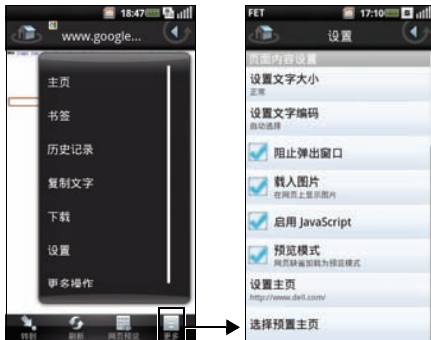 18:47
www.google...
主页
书签
历史记录
复制文字
下载
设置
更多操作
转到
刷新
网页预览
更多
FET
17:10
设置
页面内容设置
设置文字大小
正常
设置文字编码
自动选择
阻止弹出窗口
载入图片
在网页上显示图片
启用 JavaScript
预览模式
网页缺省加载为预览模式
设置主页
http://www.dell.com/
选择预置主页